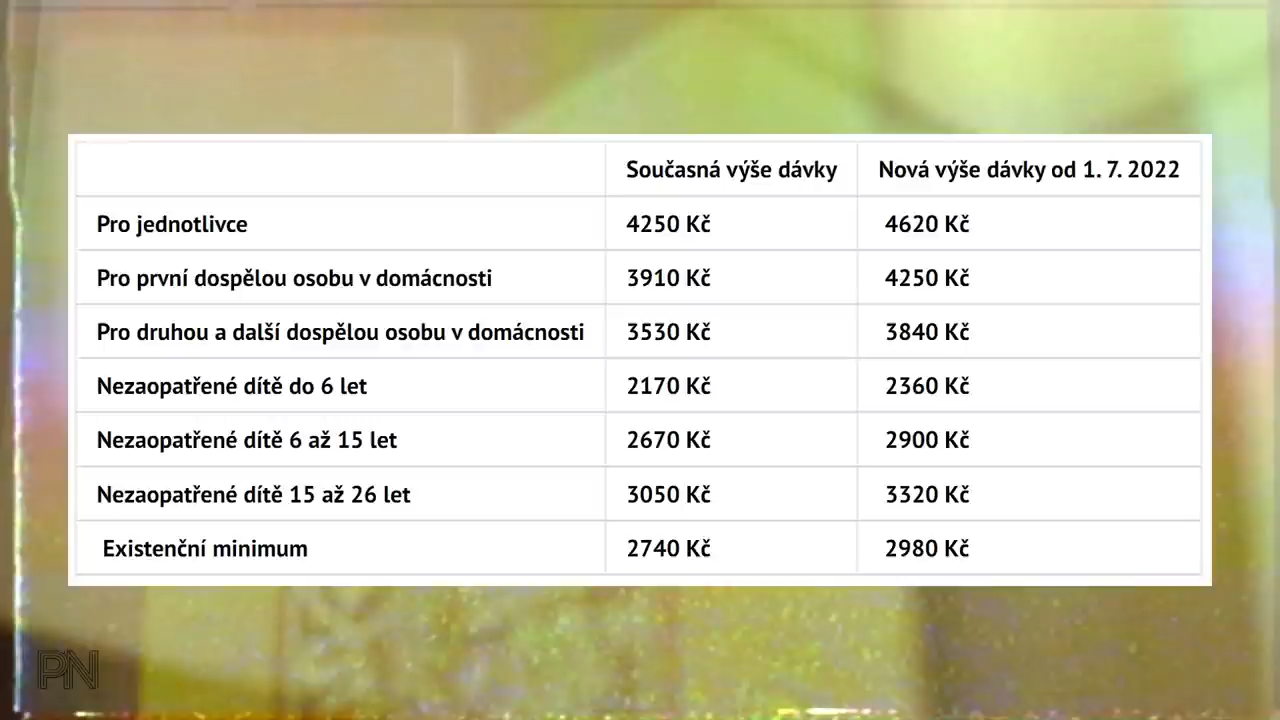 Současná výše dávky Nová výše dávky od 1. 7. 2022
Pro jednotlivce 4250 Kč 4620 Kč
Pro první dospělou osobu v domácnosti 3910 Kč 4250 Kč
Pro druhou a další dospělou osobu v domácnosti 3530 Kč 3840 Kč
Nezaopatřené dítě do 6 let 2170 Kč 2360 Kč
Nezaopatřené dítě 6 až 15 let 2670 Kč 2900 Kč
Nezaopatřené dítě 15 až 26 let 3050 Kč 3320 Kč
Existenční minimum 2740 Kč 2980 Kč
PN